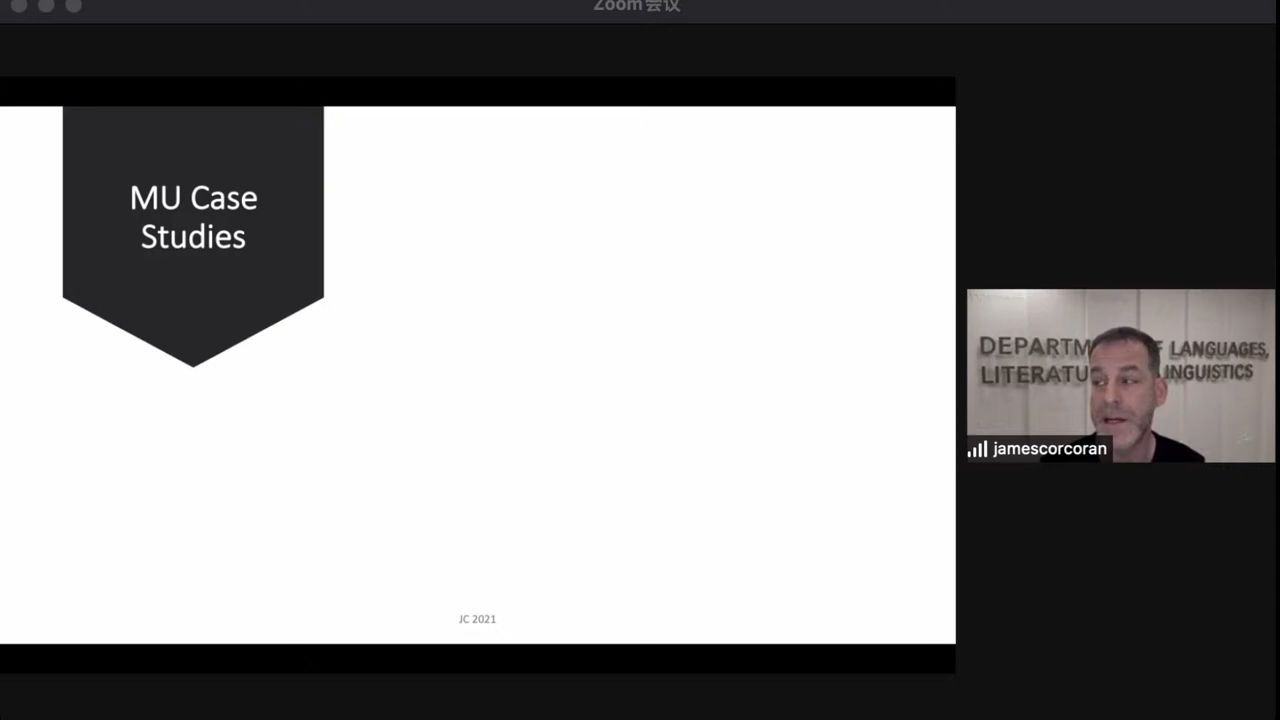 Zoom会议
MU Case
Studies
DEPARTM F LANGUAGES,
LITERATU INGUISTICS
jamescorcoran
JC 2021